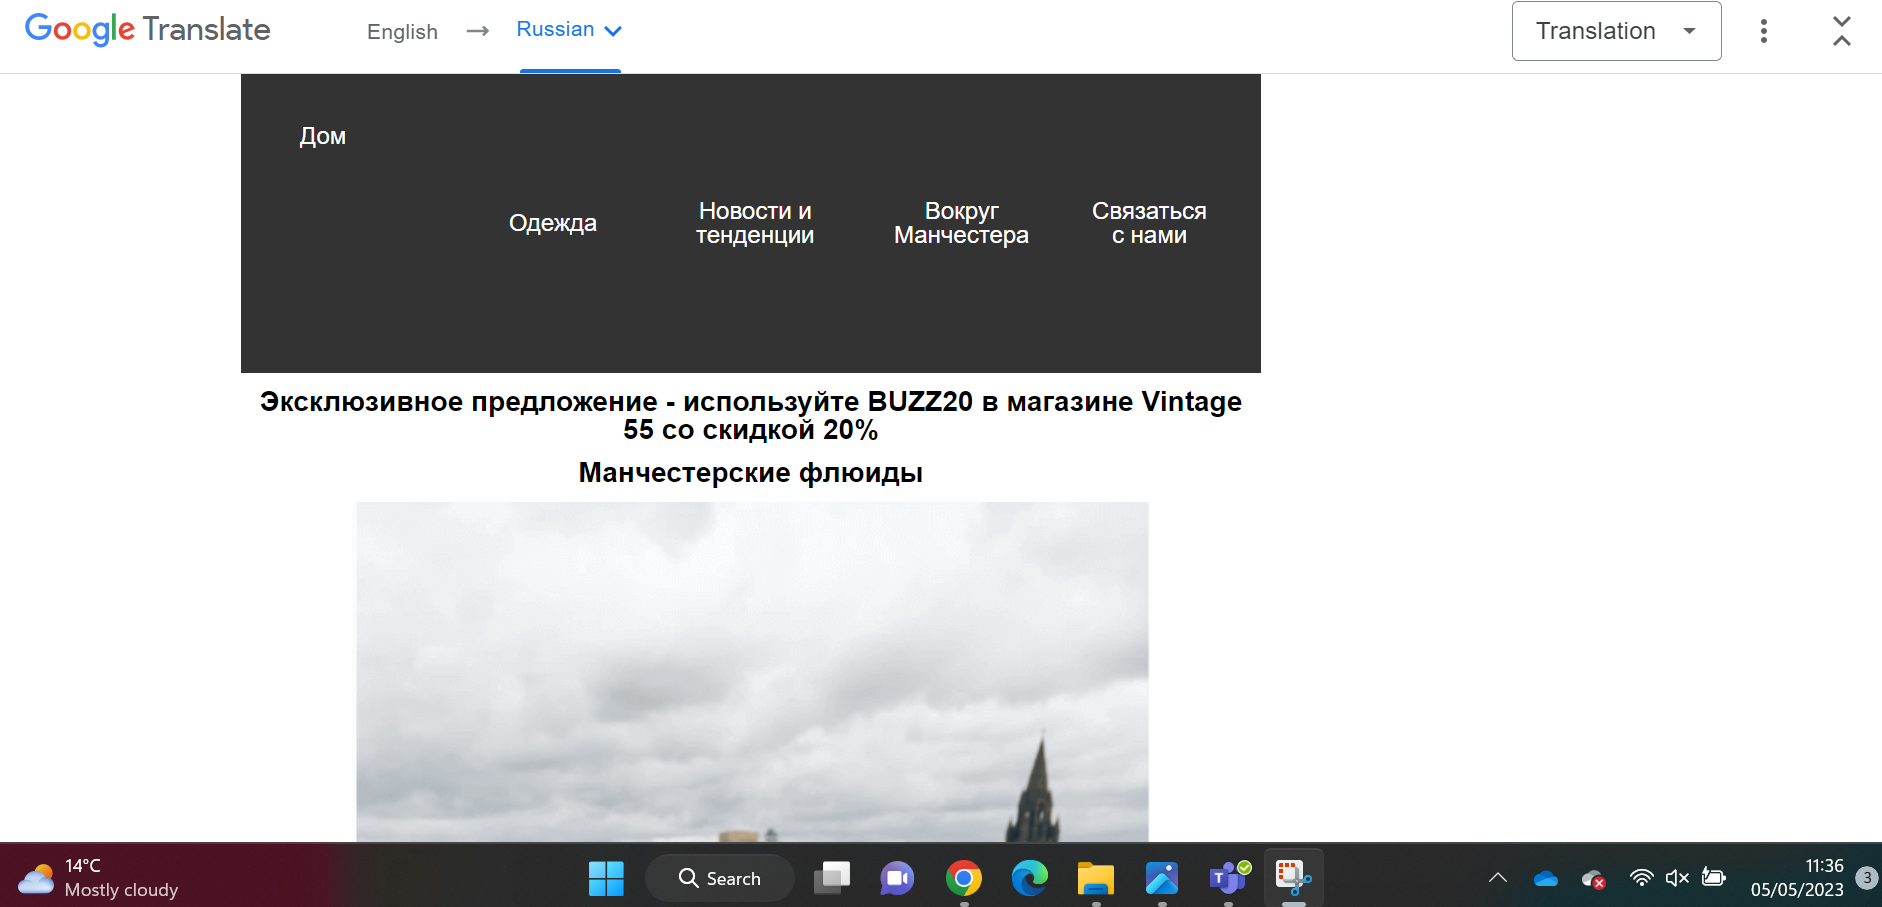 Google Translate
English → Russian
Translation
Дом
Одежда
Новости и
тенденции
Вокруг
Манчестера
Связаться
с нами
Эксклюзивное предложение - используйте BUZZ20 в магазине Vintage
55 со скидкой 20%
Манчестерские флюиды
14°C
Mostly cloudy
Search
T
11:36
05/05/2023
3